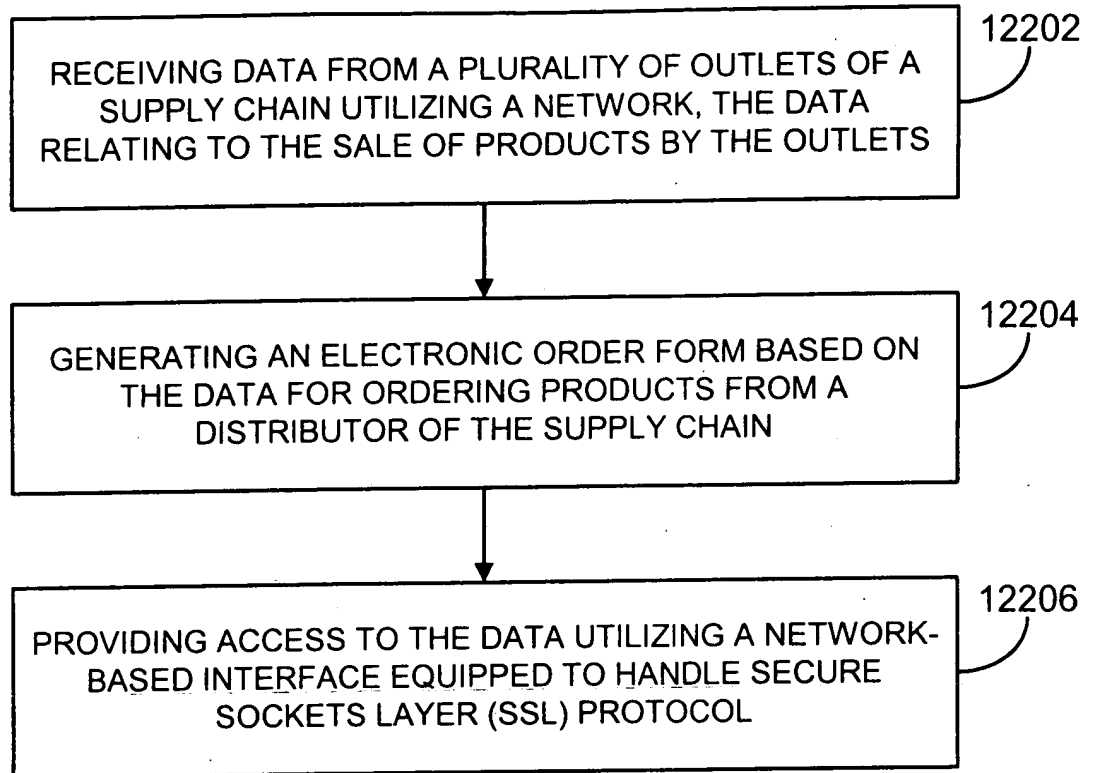 12202
RECEIVING DATA FROM A PLURALITY OF OUTLETS OF A
SUPPLY CHAIN UTILIZING A NETWORK, THE DATA
RELATING TO THE SALE OF PRODUCTS BY THE OUTLETS
12204
GENERATING AN ELECTRONIC ORDER FORM BASED ON
THE DATA FOR ORDERING PRODUCTS FROM A
DISTRIBUTOR OF THE SUPPLY CHAIN
12206
PROVIDING ACCESS TO THE DATA UTILIZING A NETWORK-
BASED INTERFACE EQUIPPED TO HANDLE SECURE
SOCKETS LAYER (SSL) PROTOCOL